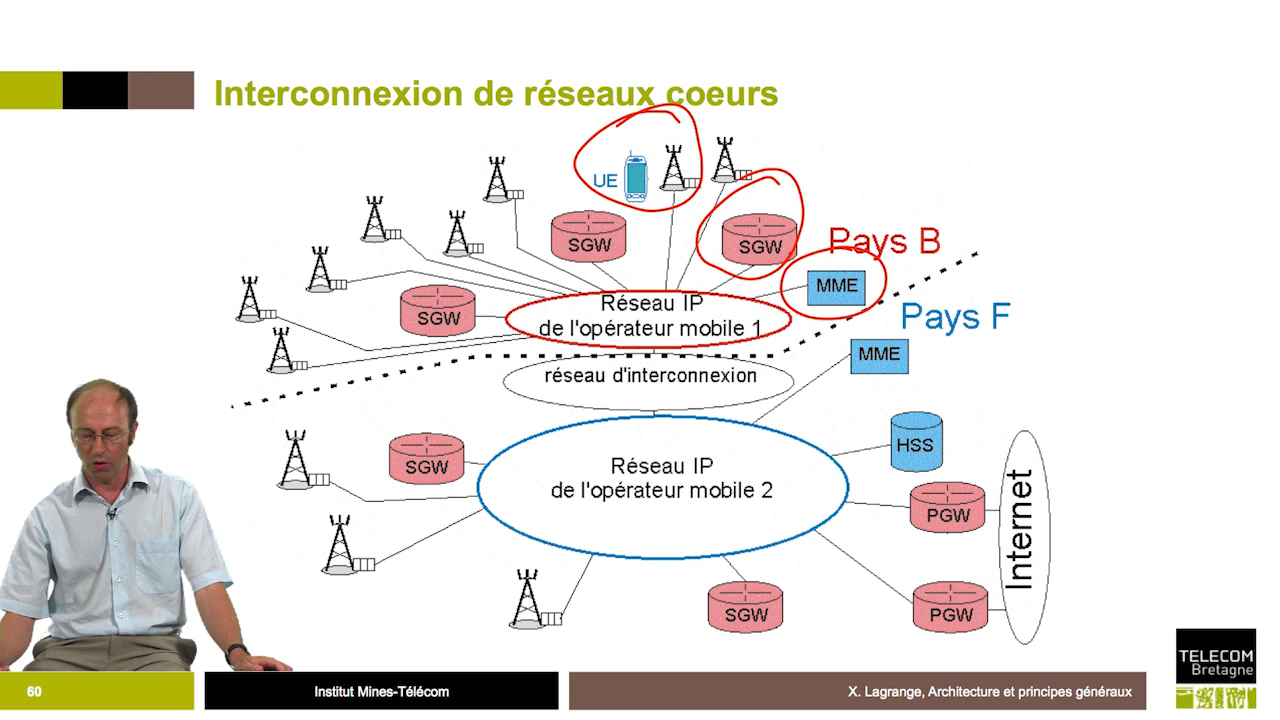 Interconnexion de réseaux coeurs
UE
SGW
SGW
Pays B
MME
SGW
Réseau IP
de l'opérateur mobile 1
Pays F
MME
réseau d'interconnexion
HSS
SGW
Réseau IP
de l'opérateur mobile 2
PGW
Internet
SGW
PGW
TELECOM
Bretagne
60
Institut Mines-Télécom
X. Lagrange, Architecture et principes généraux